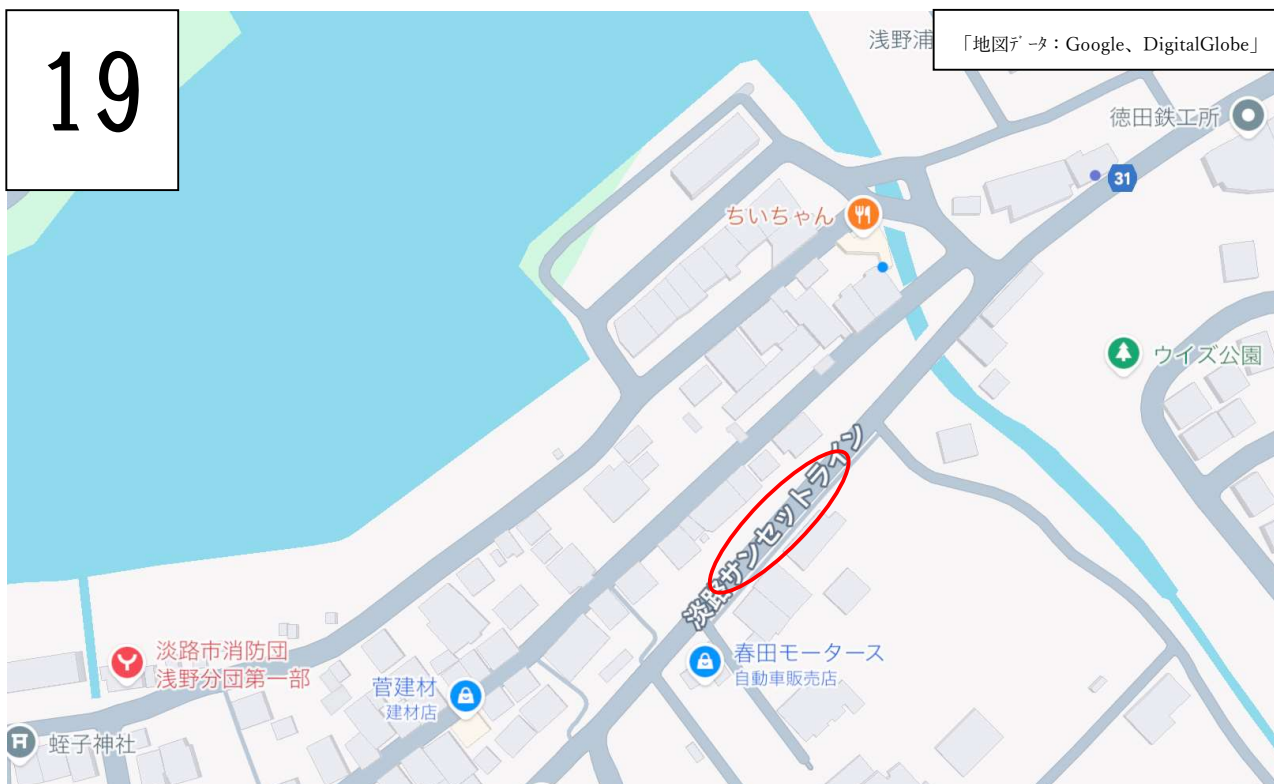 19
浅野浦
「地図ﾃﾞｰﾀ：Google、DigitalGlobe」
徳田鉄工所
31
ちいちゃん
ウイズ公園
淡路サンセットライン
淡路市消防団
浅野分団第一部
春田モータース
自動車販売店
菅建材
建材店
蛭子神社